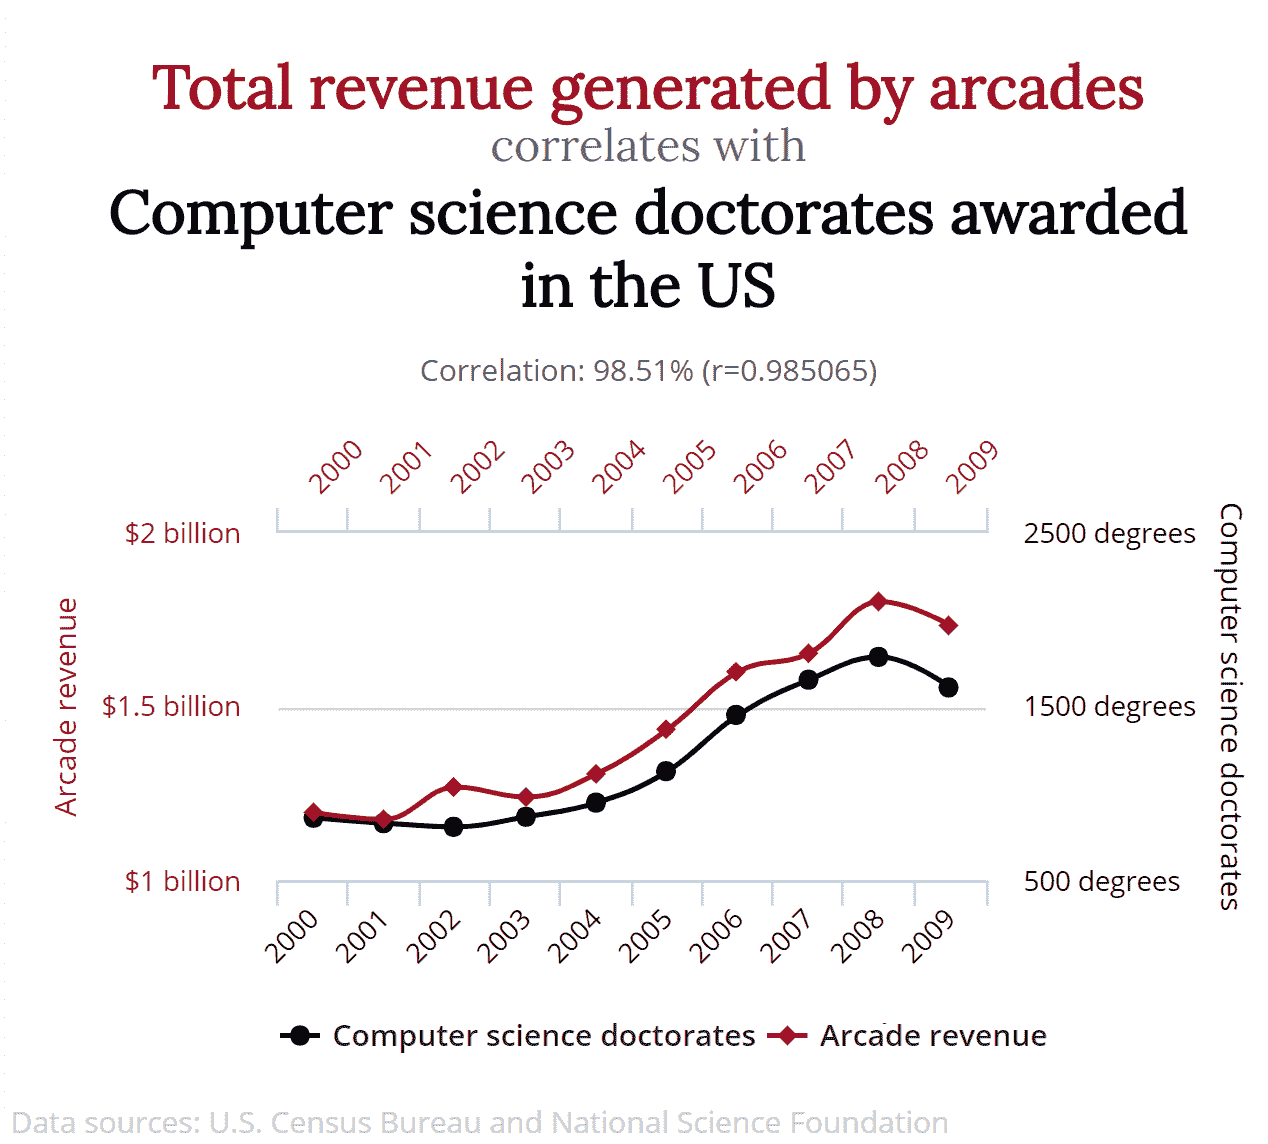 Total revenue generated by arcades
correlates with
Computer science doctorates awarded
in the US
Correlation: 98.51% (r=0.985065)
2000 2001 2002 2003 2004 2005 2006 2007 2008 2009
$2 billion
2500 degrees
Arcade revenue
Computer science doctorates
$1.5 billion
1500 degrees
$1 billion
500 degrees
2000 2001 2002 2003 2004 2005 2006 2007 2008 2009
Computer science doctorates Arcade revenue
Data sources: U.S. Census Bureau and National Science Foundation